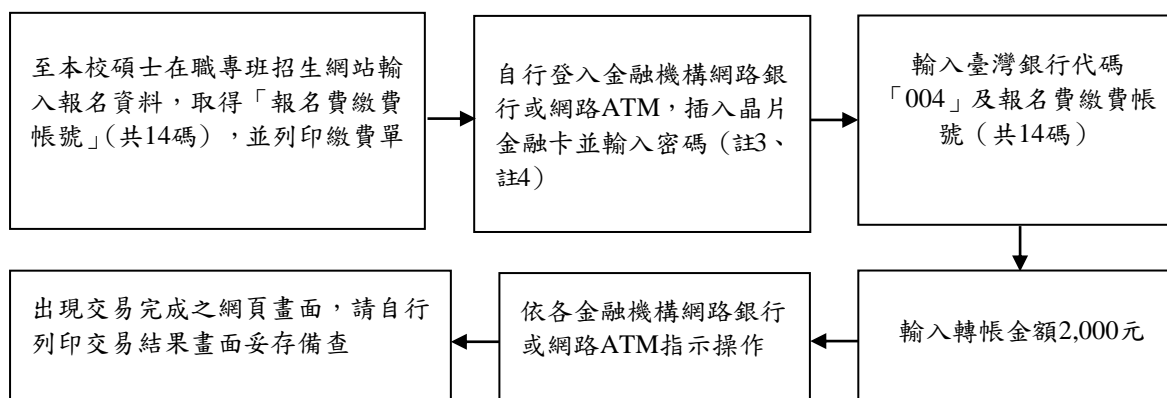 至本校碩士在職專班招生網站輸
入報名資料，取得「報名費繳費
帳號」（共14碼），並列印繳費單
自行登入金融機構網路銀
行或網路ATM，插入晶片
金融卡並輸入密碼（註3、
註4）
輸入臺灣銀行代碼
「004」及報名費繳費帳
號（共14碼）
輸入轉帳金額2,000元
依各金融機構網路銀行
或網路ATM指示操作
出現交易完成之網頁畫面，請自行
列印交易結果畫面妥存備查